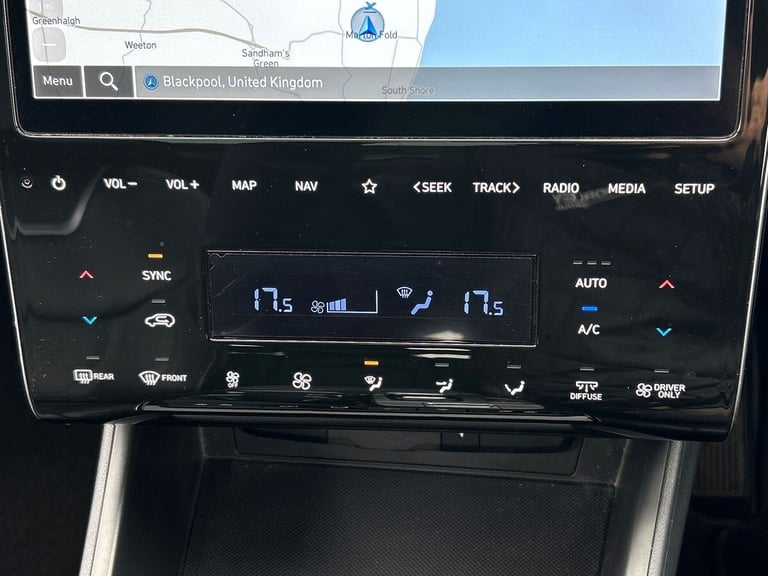 Greenhalgh
Weeton
Sandham's
Green
Marton Fold
Menu
Blackpool, United Kingdom
South Shore
VOL−
VOL+
MAP
NAV
☆
<SEEK
TRACK>
RADIO
MEDIA
SETUP
SYNC
17.5
17.5
AUTO
A/C
REAR
FRONT
OFF
DIFFUSE
DRIVER
ONLY